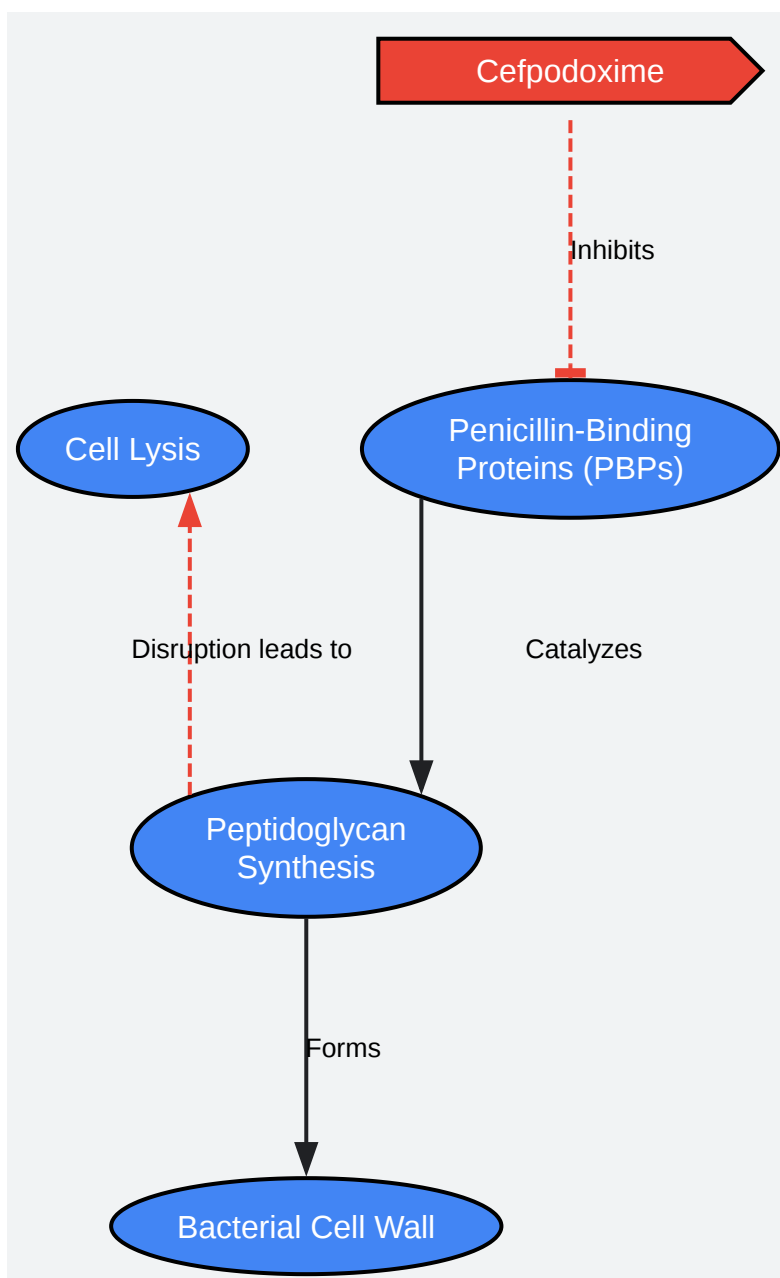 Cefpodoxime
Inhibits
Cell Lysis
Penicillin-Binding
Proteins (PBPs)
Disruption leads to
Catalyzes
Peptidoglycan
Synthesis
Forms
Bacterial Cell Wall